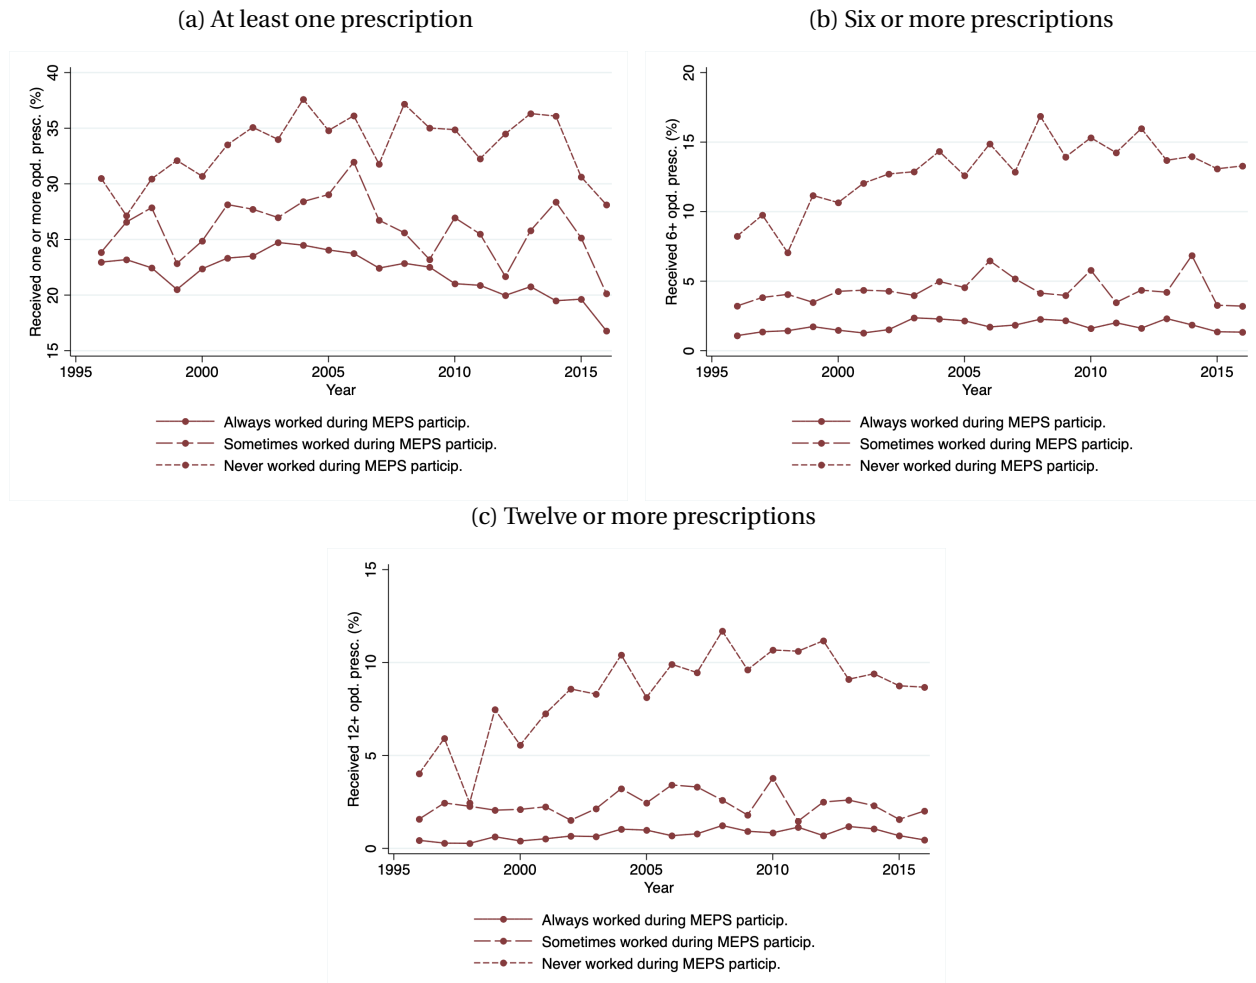 (a) At least one prescription
Received one or more opd. presc. (%)
40
35
30
25
20
15
1995 2000 2005 2010 2015
Year
Always worked during MEPS particip.
Sometimes worked during MEPS particip.
Never worked during MEPS particip.
(b) Six or more prescriptions
Received 6+ opd. presc. (%)
20
15
10
5
0
1995 2000 2005 2010 2015
Year
Always worked during MEPS particip.
Sometimes worked during MEPS particip.
Never worked during MEPS particip.
(c) Twelve or more prescriptions
Received 12+ opd. presc. (%)
15
10
5
0
1995 2000 2005 2010 2015
Year
Always worked during MEPS particip.
Sometimes worked during MEPS particip.
Never worked during MEPS particip.